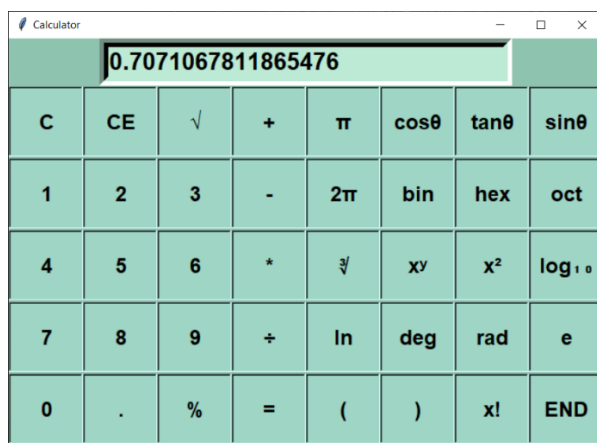 Calculator
0.7071067811865476
C CE √ + π cosθ tanθ sinθ
1 2 3 - 2π bin hex oct
4 5 6 * ∛ xʸ x² log₁₀
7 8 9 ÷ ln deg rad e
0 . % = ( ) x! END